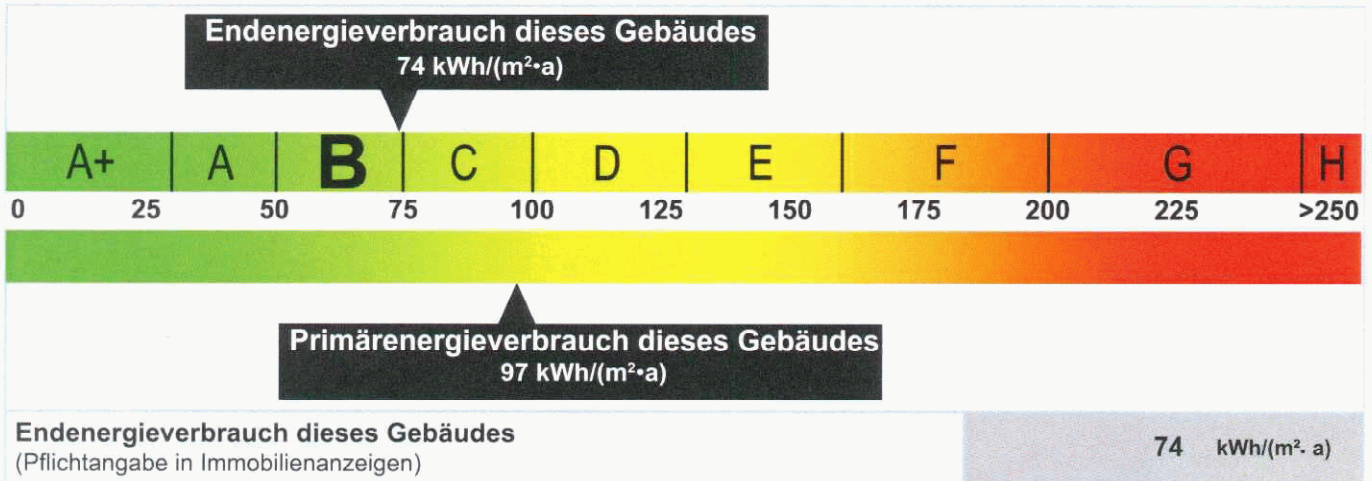 Endenergieverbrauch dieses Gebäudes
74 kWh/(m²•a)
A+ A B C D E F G H
0 25 50 75 100 125 150 175 200 225 >250
Primärenergieverbrauch dieses Gebäudes
97 kWh/(m²•a)
Endenergieverbrauch dieses Gebäudes
(Pflichtangabe in Immobilienanzeigen)
74 kWh/(m²· a)